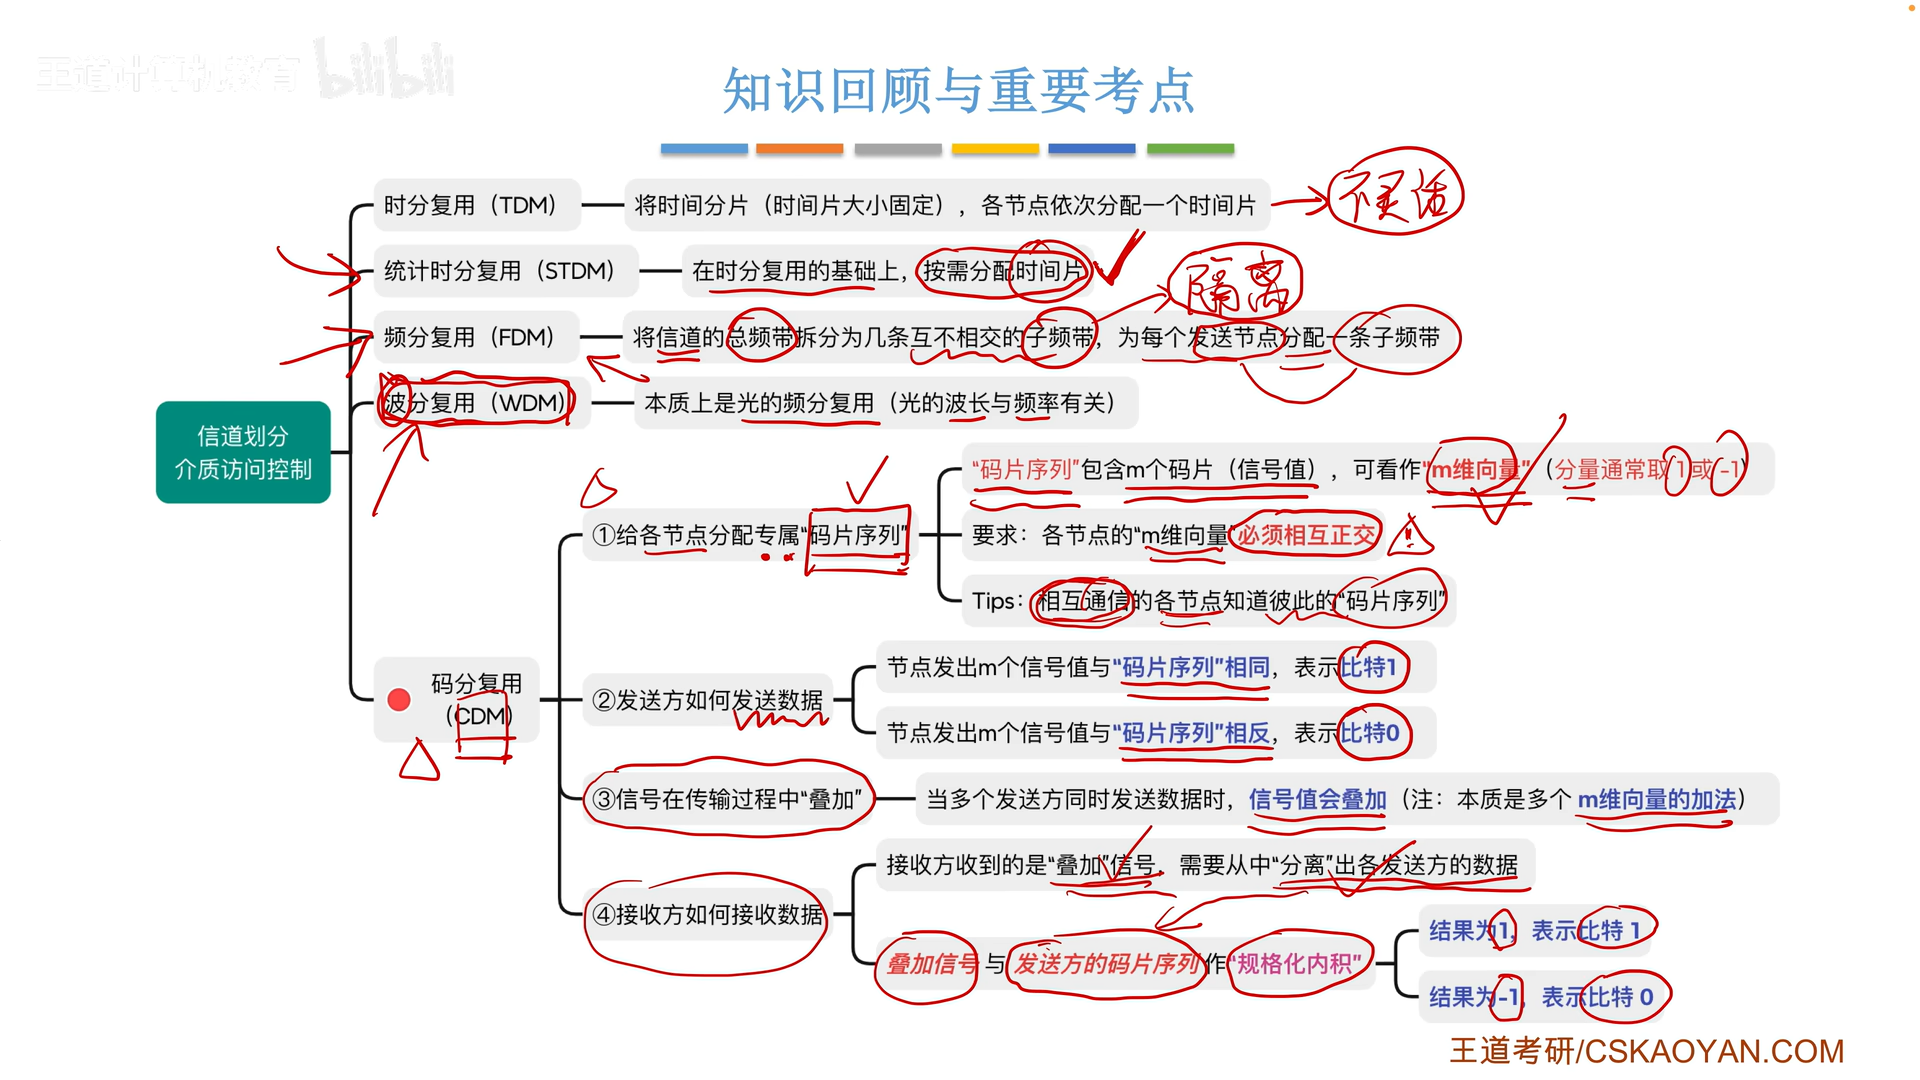 王道计算机教育 bilibili
知识回顾与重要考点
时分复用（TDM）
将时间分片（时间片大小固定），各节点依次分配一个时间片
不灵活
统计时分复用（STDM）
在时分复用的基础上，按需分配时间片
隔离
频分复用（FDM）
将信道的总频带拆分为几条互不相交的子频带，为每个发送节点分配一条子频带
波分复用（WDM）
本质上是光的频分复用（光的波长与频率有关）
信道划分
介质访问控制
“码片序列”包含m个码片（信号值），可看作“m维向量”（分量通常取 1 或 -1）
①给各节点分配专属“码片序列”
要求：各节点的“m维向量”必须相互正交
Tips：相互通信的各节点知道彼此的“码片序列”
码分复用
（CDM）
②发送方如何发送数据
节点发出m个信号值与“码片序列”相同，表示比特1
节点发出m个信号值与“码片序列”相反，表示比特0
③信号在传输过程中“叠加”
当多个发送方同时发送数据时，信号值会叠加（注：本质是多个 m维向量的加法）
④接收方如何接收数据
接收方收到的是“叠加”信号，需要从中“分离”出各发送方的数据
叠加信号 与 发送方的码片序列 作 “规格化内积”
结果为1，表示比特 1
结果为-1，表示比特 0
王道考研/CSKAOYAN.COM